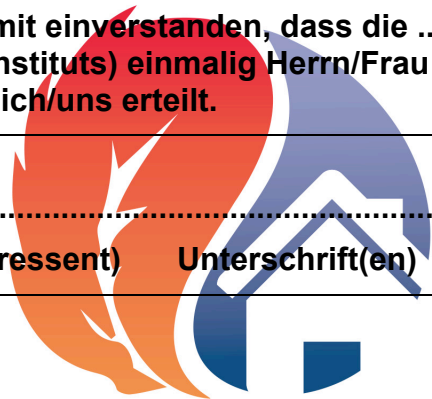 mit einverstanden, dass die ..
nstituts) einmalig Herrn/Frau
ich/uns erteilt.
................................................
ressent) Unterschrift(en)